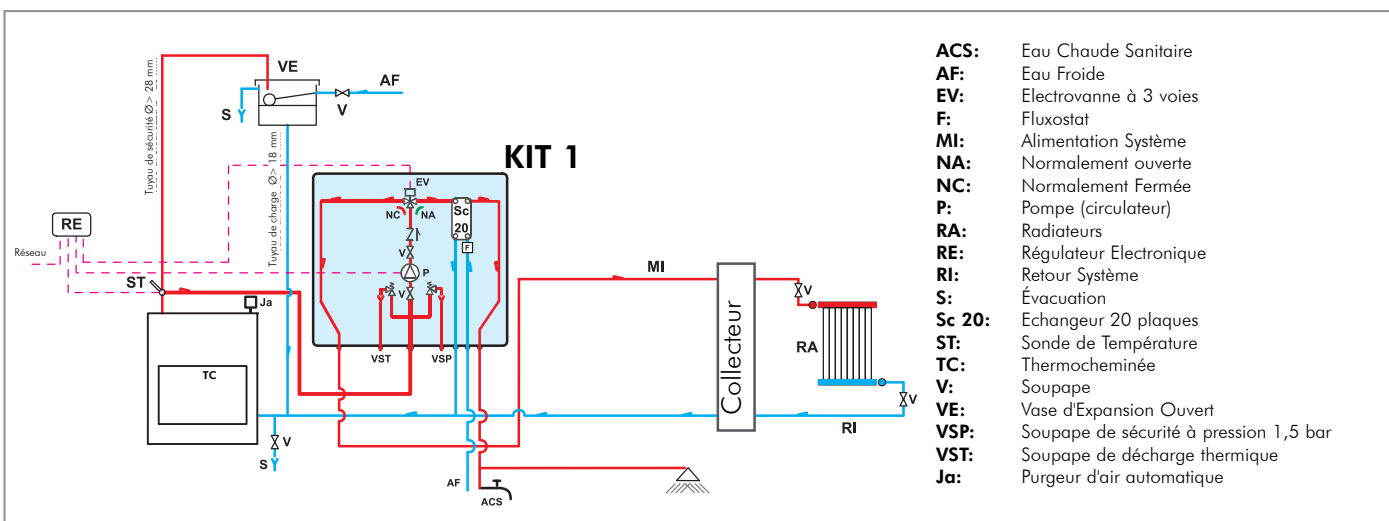 VE
AF
S
V
Tuyau de sécurité Ø> 28 mm
Tuyau de charge Ø> 18 mm
KIT 1
EV
NC
NA
Sc
20
F
V
P
V
VST
VSP
RE
Réseau
ST
Ja
TC
V
S
AF
ACS
MI
Collecteur
V
RA
V
RI
ACS: Eau Chaude Sanitaire
AF: Eau Froide
EV: Electrovanne à 3 voies
F: Fluxostat
MI: Alimentation Système
NA: Normalement ouverte
NC: Normalement Fermée
P: Pompe (circulateur)
RA: Radiateurs
RE: Régulateur Electronique
RI: Retour Système
S: Évacuation
Sc 20: Echangeur 20 plaques
ST: Sonde de Température
TC: Thermocheminée
V: Soupape
VE: Vase d'Expansion Ouvert
VSP: Soupape de sécurité à pression 1,5 bar
VST: Soupape de décharge thermique
Ja: Purgeur d'air automatique